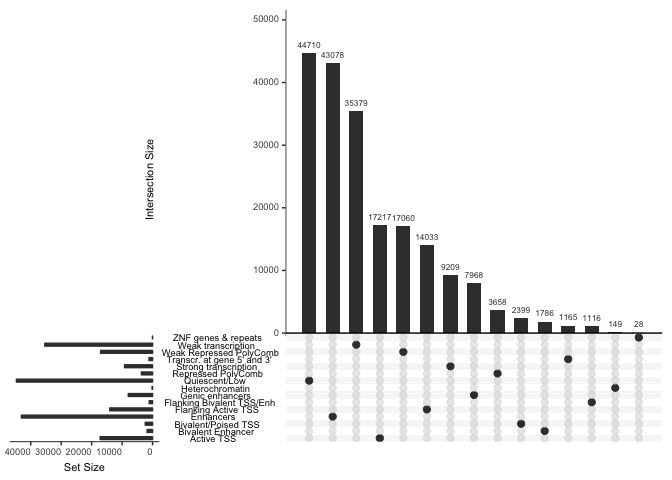 50000
44710
43078
40000
35379
30000
Intersection Size
20000
17217
17060
14033
10000
9209
7968
3658
2399
1786
1165
1116
149
28
0
ZNF genes & repeats
Weak transcription
Weak Repressed PolyComb
Transcr. at gene 5' and 3'
Strong transcription
Repressed PolyComb
Quiescent/Low
Heterochromatin
Genic enhancers
Flanking Bivalent TSS/Enh
Flanking Active TSS
Enhancers
Bivalent/Poised TSS
Bivalent Enhancer
Active TSS
40000 30000 20000 10000 0
Set Size